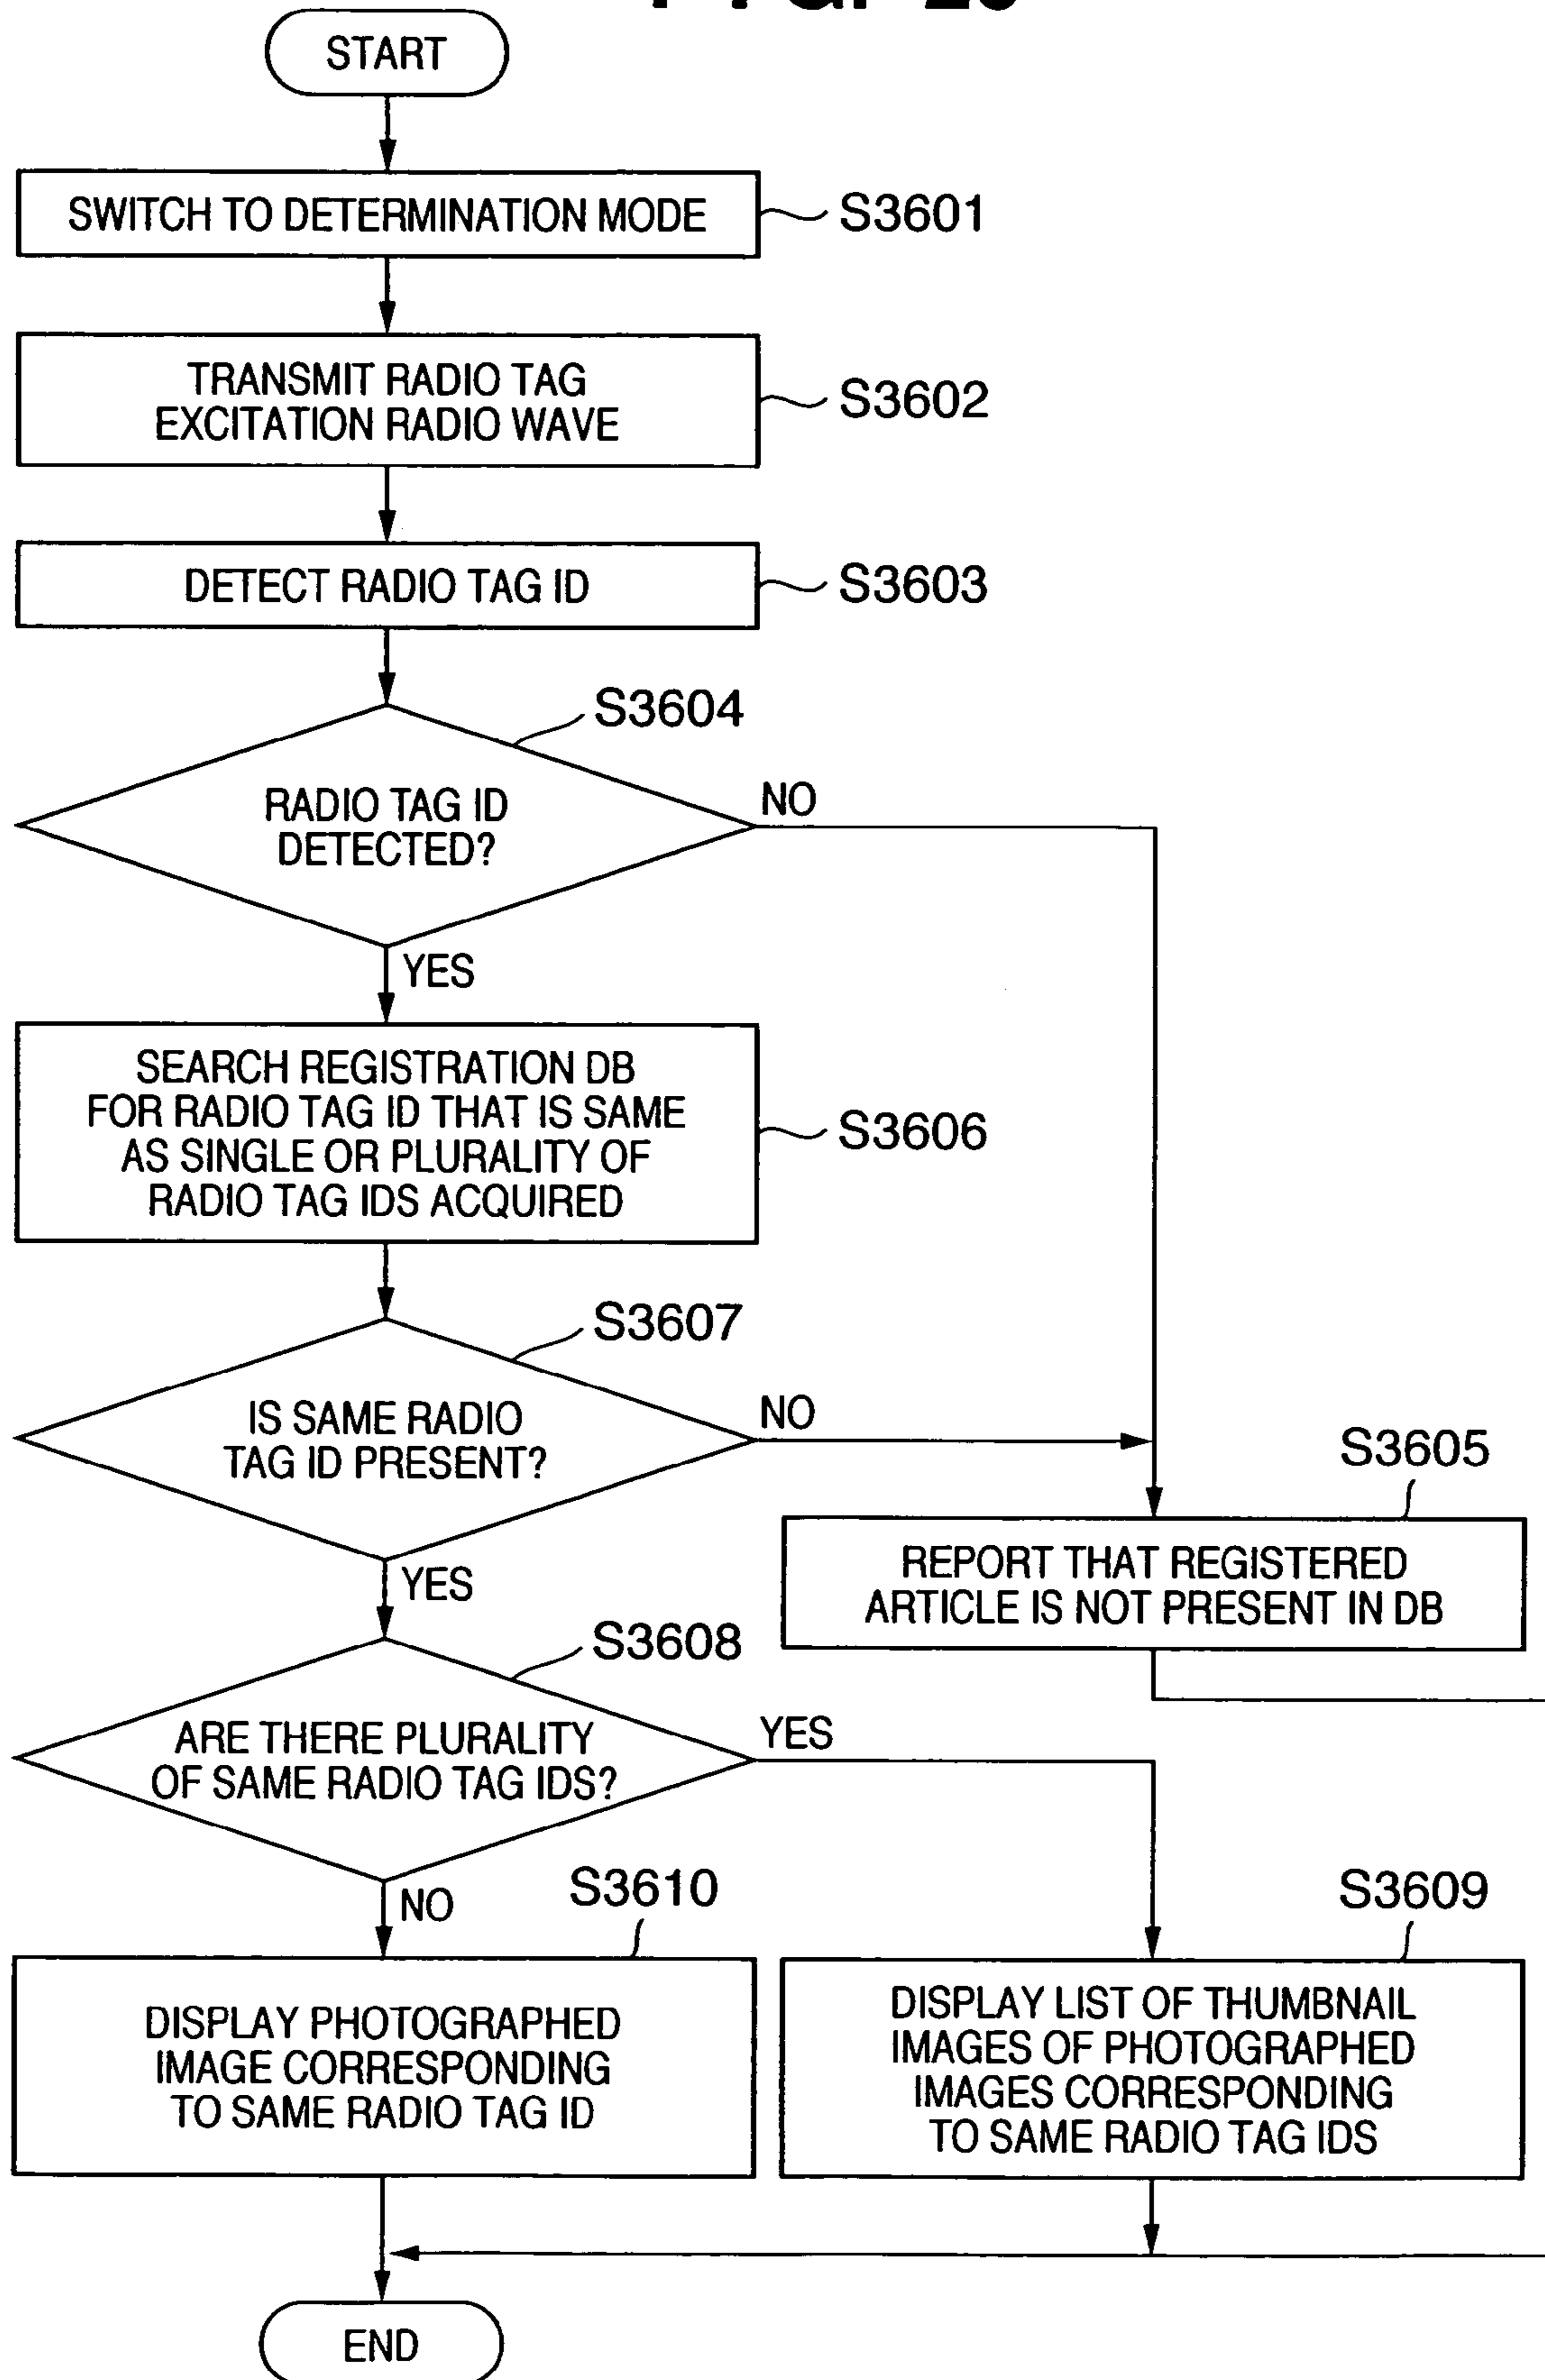 START
SWITCH TO DETERMINATION MODE
S3601
TRANSMIT RADIO TAG
EXCITATION RADIO WAVE
S3602
DETECT RADIO TAG ID
S3603
S3604
RADIO TAG ID
DETECTED?
NO
YES
SEARCH REGISTRATION DB
FOR RADIO TAG ID THAT IS SAME
AS SINGLE OR PLURALITY OF
RADIO TAG IDS ACQUIRED
S3606
S3607
IS SAME RADIO
TAG ID PRESENT?
NO
YES
S3605
REPORT THAT REGISTERED
ARTICLE IS NOT PRESENT IN DB
S3608
ARE THERE PLURALITY
OF SAME RADIO TAG IDS?
YES
NO
S3610
DISPLAY PHOTOGRAPHED
IMAGE CORRESPONDING
TO SAME RADIO TAG ID
S3609
DISPLAY LIST OF THUMBNAIL
IMAGES OF PHOTOGRAPHED
IMAGES CORRESPONDING
TO SAME RADIO TAG IDS
END